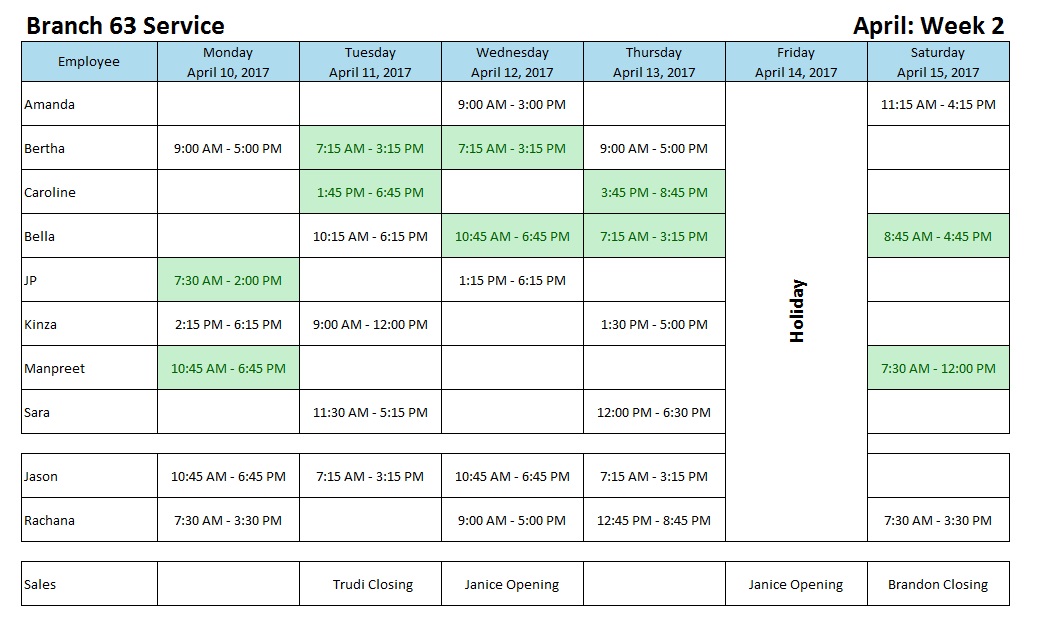 Branch 63 Service April: Week 2
Employee Monday Tuesday Wednesday Thursday Friday Saturday
April 10, 2017 April 11, 2017 April 12, 2017 April 13, 2017 April 14, 2017 April 15, 2017
Amanda 9:00 AM - 3:00 PM 11:15 AM - 4:15 PM
Bertha 9:00 AM - 5:00 PM 7:15 AM - 3:15 PM 7:15 AM - 3:15 PM 9:00 AM - 5:00 PM
Caroline 1:45 PM - 6:45 PM 3:45 PM - 8:45 PM
Bella 10:15 AM - 6:15 PM 10:45 AM - 6:45 PM 7:15 AM - 3:15 PM 8:45 AM - 4:45 PM
JP 7:30 AM - 2:00 PM 1:15 PM - 6:15 PM
Holiday
Kinza 2:15 PM - 6:15 PM 9:00 AM - 12:00 PM 1:30 PM - 5:00 PM
Manpreet 10:45 AM - 6:45 PM 7:30 AM - 12:00 PM
Sara 11:30 AM - 5:15 PM 12:00 PM - 6:30 PM
Jason 10:45 AM - 6:45 PM 7:15 AM - 3:15 PM 10:45 AM - 6:45 PM 7:15 AM - 3:15 PM
Rachana 7:30 AM - 3:30 PM 9:00 AM - 5:00 PM 12:45 PM - 8:45 PM 7:30 AM - 3:30 PM
Sales Trudi Closing Janice Opening Janice Opening Brandon Closing